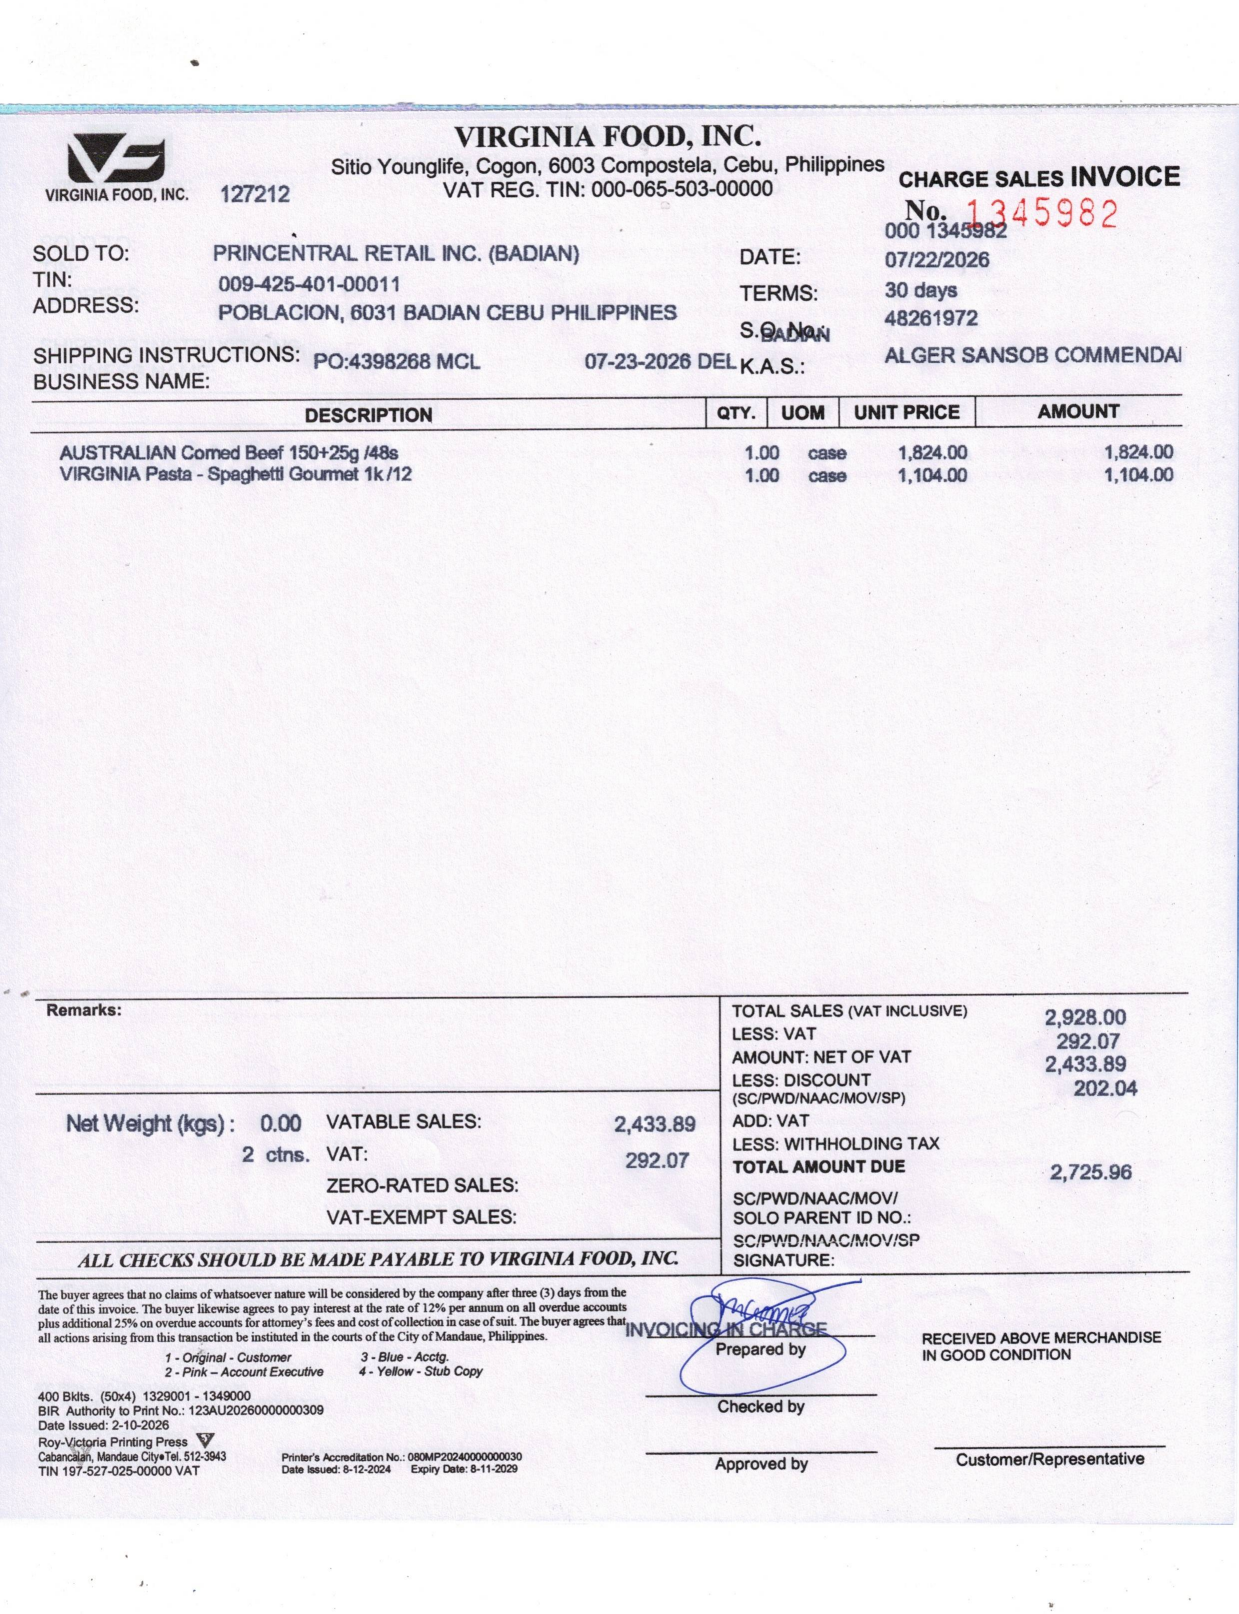 VIRGINIA FOOD, INC.
Sitio Younglife, Cogon, 6003 Compostela, Cebu, Philippines
VAT REG. TIN: 000-065-503-00000
VIRGINIA FOOD, INC. 127212
CHARGE SALES INVOICE
No. 1345982
000 1345982
SOLD TO: PRINCENTRAL RETAIL INC. (BADIAN)
TIN: 009-425-401-00011
ADDRESS: POBLACION, 6031 BADIAN CEBU PHILIPPINES
DATE: 07/22/2026
TERMS: 30 days
S.O. No.: 48261972
BADIAN
SHIPPING INSTRUCTIONS: PO:4398268 MCL 07-23-2026 DEL
K.A.S.: ALGER SANSOB COMMENDAI
BUSINESS NAME:
DESCRIPTION QTY. UOM UNIT PRICE AMOUNT
AUSTRALIAN Corned Beef 150+25g /48s 1.00 case 1,824.00 1,824.00
VIRGINIA Pasta - Spaghetti Gourmet 1k/12 1.00 case 1,104.00 1,104.00
Remarks:
TOTAL SALES (VAT INCLUSIVE) 2,928.00
LESS: VAT 292.07
AMOUNT: NET OF VAT 2,433.89
LESS: DISCOUNT 202.04
(SC/PWD/NAAC/MOV/SP)
ADD: VAT
LESS: WITHHOLDING TAX
TOTAL AMOUNT DUE 2,725.96
SC/PWD/NAAC/MOV/
SOLO PARENT ID NO.:
SC/PWD/NAAC/MOV/SP
SIGNATURE:
Net Weight (kgs) : 0.00 VATABLE SALES: 2,433.89
2 ctns. VAT: 292.07
ZERO-RATED SALES:
VAT-EXEMPT SALES:
ALL CHECKS SHOULD BE MADE PAYABLE TO VIRGINIA FOOD, INC.
The buyer agrees that no claims of whatsoever nature will be considered by the company after three (3) days from the
date of this invoice. The buyer likewise agrees to pay interest at the rate of 12% per annum on all overdue accounts
plus additional 25% on overdue accounts for attorney's fees and cost of collection in case of suit. The buyer agrees that
all actions arising from this transaction be instituted in the courts of the City of Mandaue, Philippines.
1 - Original - Customer 3 - Blue - Acctg.
2 - Pink – Account Executive 4 - Yellow - Stub Copy
400 Bklts. (50x4) 1329001 - 1349000
BIR Authority to Print No.: 123AU20260000000309
Date Issued: 2-10-2026
Roy-Victoria Printing Press
Cabancalan, Mandaue City•Tel. 512-3943
TIN 197-527-025-00000 VAT
Printer's Accreditation No.: 080MP20240000000030
Date Issued: 8-12-2024 Expiry Date: 8-11-2029
INVOICING IN CHARGE
Prepared by
Checked by
Approved by
RECEIVED ABOVE MERCHANDISE
IN GOOD CONDITION
Customer/Representative